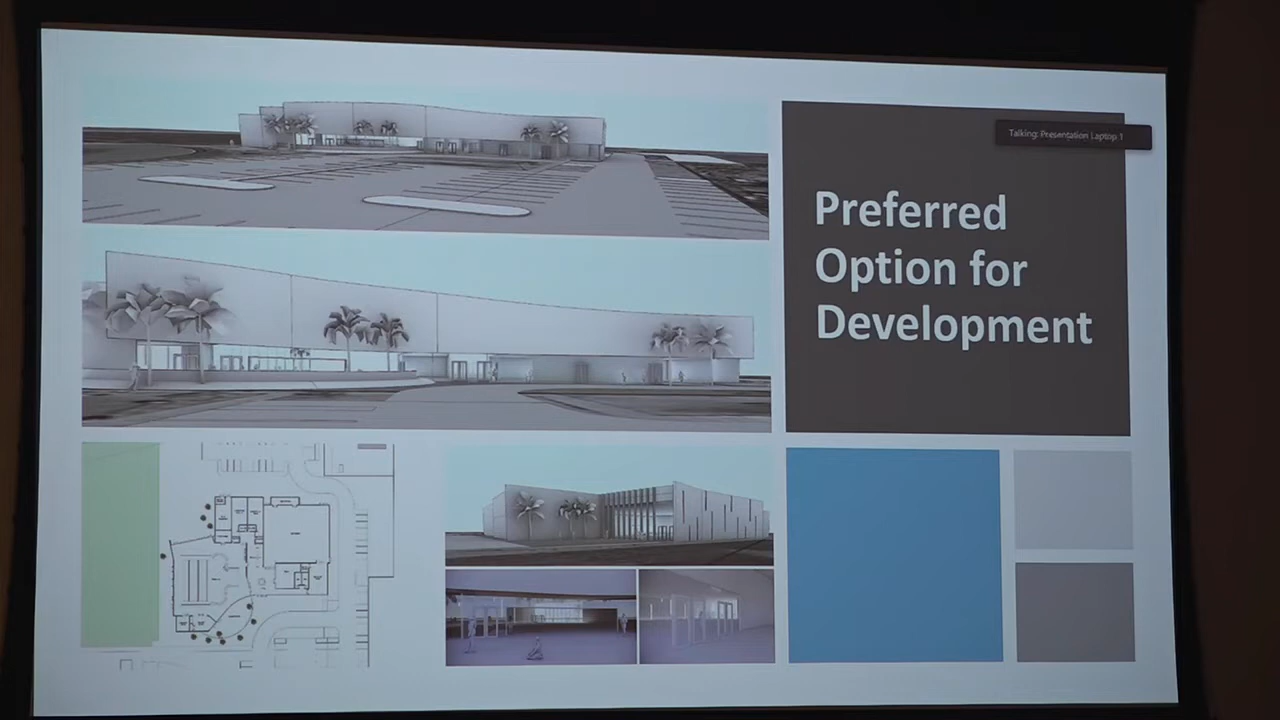 Talking: Presentation Laptop 1
Preferred
Option for
Development